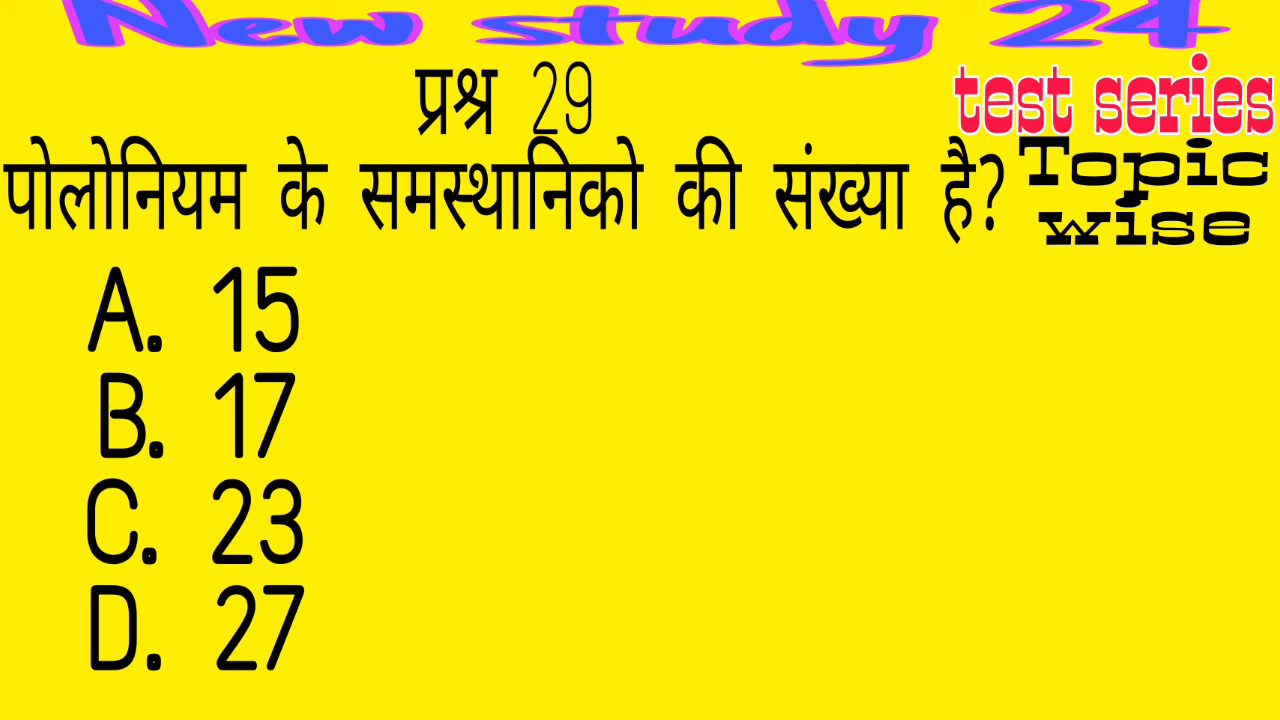 New study 24
test series
प्रश्न 29
पोलोनियम के समस्थानिको की संख्या है?
Topic
wise
A. 15
B. 17
C. 23
D. 27